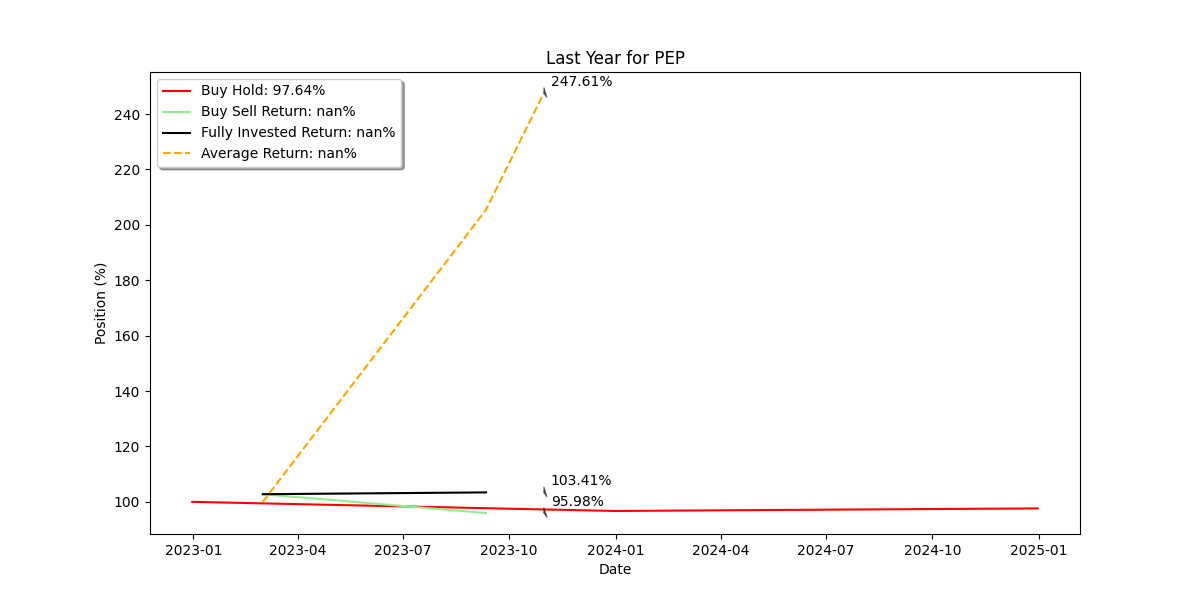 Last Year for PEP
Buy Hold: 97.64%
Buy Sell Return: nan%
Fully Invested Return: nan%
Average Return: nan%
247.61%
103.41%
95.98%
240
220
200
180
160
140
120
100
Position (%)
2023-01 2023-04 2023-07 2023-10 2024-01 2024-04 2024-07 2024-10 2025-01
Date